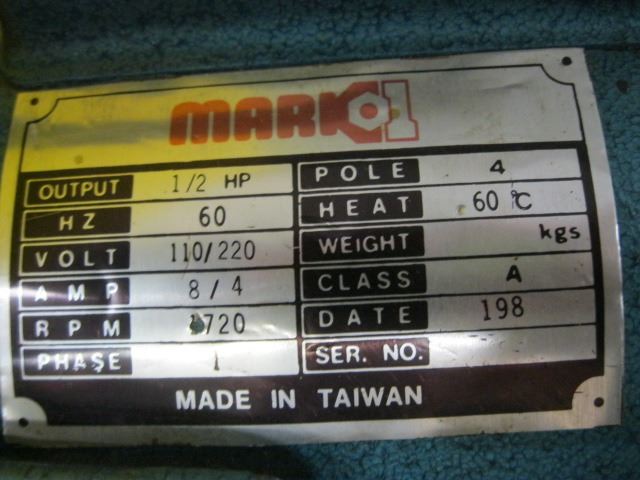 MARK 1
OUTPUT 1/2 HP
HZ 60
VOLT 110/220
AMP 8/4
RPM 1720
PHASE 1
POLE 4
HEAT 60 ℃
WEIGHT kgs
CLASS A
DATE 198
SER. NO.
MADE IN TAIWAN